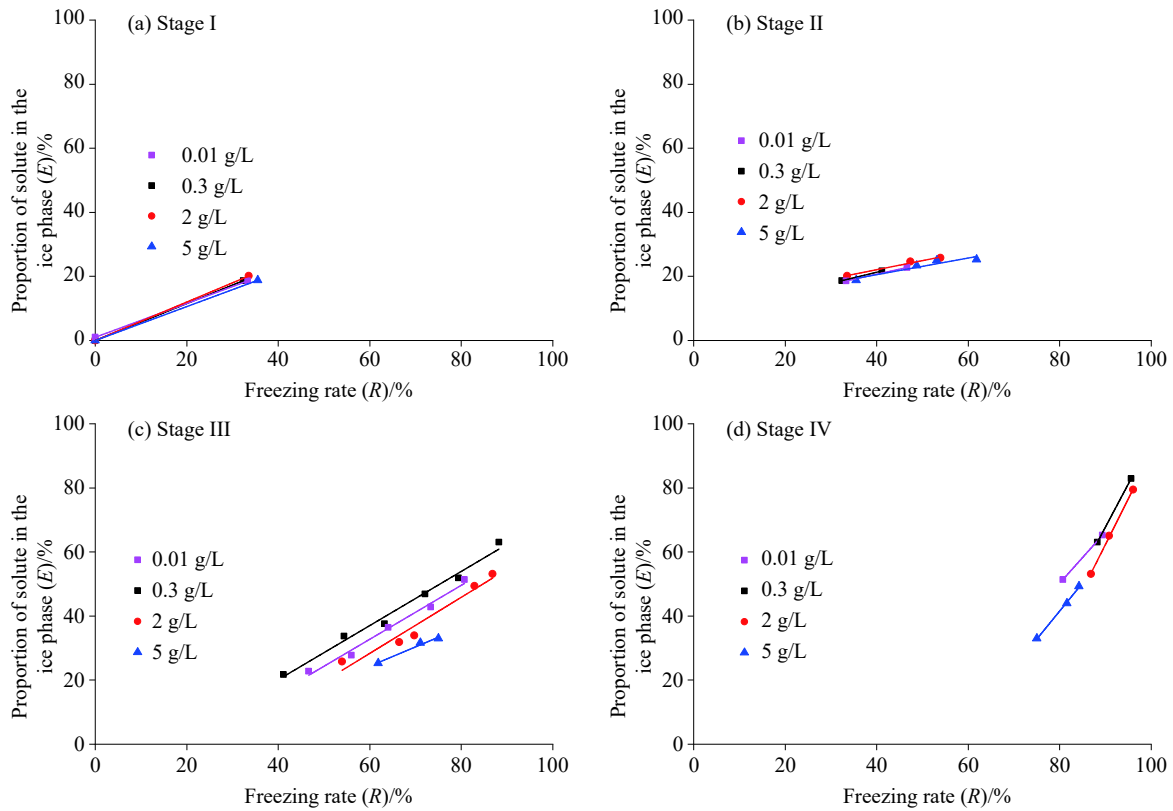 (a) Stage I
Proportion of solute in the
ice phase (E)/%
100
80
60
40
20
0
0.01 g/L
0.3 g/L
2 g/L
5 g/L
0 20 40 60 80 100
Freezing rate (R)/%
(b) Stage II
Proportion of solute in the
ice phase (E)/%
100
80
60
40
20
0
0.01 g/L
0.3 g/L
2 g/L
5 g/L
0 20 40 60 80 100
Freezing rate (R)/%
(c) Stage III
Proportion of solute in the
ice phase (E)/%
100
80
60
40
20
0
0.01 g/L
0.3 g/L
2 g/L
5 g/L
0 20 40 60 80 100
Freezing rate (R)/%
(d) Stage IV
Proportion of solute in the
ice phase (E)/%
100
80
60
40
20
0
0.01 g/L
0.3 g/L
2 g/L
5 g/L
0 20 40 60 80 100
Freezing rate (R)/%